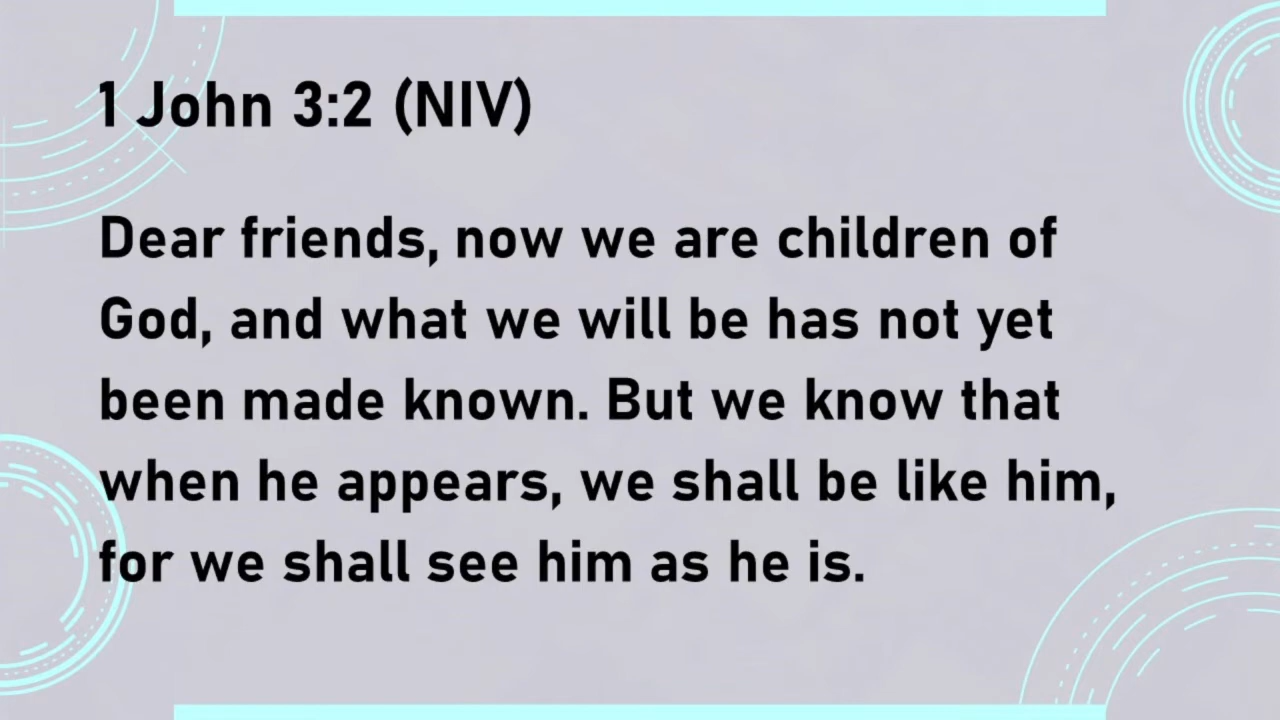 1 John 3:2 (NIV)
Dear friends, now we are children of
God, and what we will be has not yet
been made known. But we know that
when he appears, we shall be like him,
for we shall see him as he is.